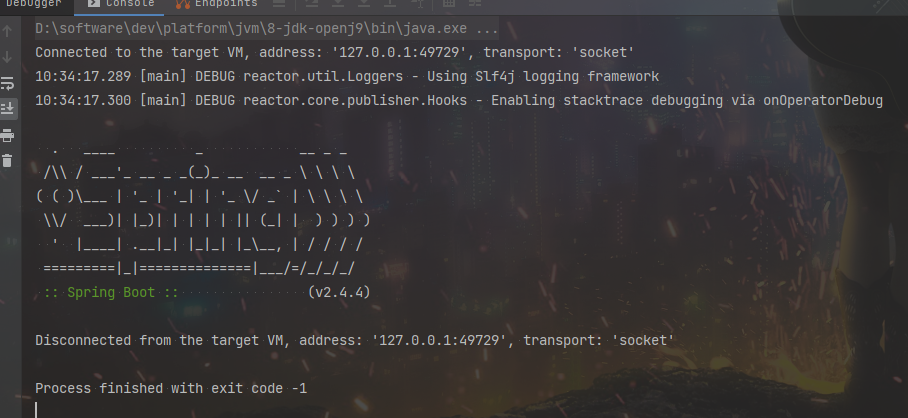 Debugger Console Endpoints
D:\software\dev\platform\jvm\8-jdk-openj9\bin\java.exe ...
Connected to the target VM, address: '127.0.0.1:49729', transport: 'socket'
10:34:17.289 [main] DEBUG reactor.util.Loggers - Using Slf4j logging framework
10:34:17.300 [main] DEBUG reactor.core.publisher.Hooks - Enabling stacktrace debugging via onOperatorDebug
  .   ____          _            __ _ _
 /\\ / ___'_ __ _ _(_)_ __  __ _ \ \ \ \
( ( )\___ | '_ | '_| | '_ \/ _` | \ \ \ \
 \\/  ___)| |_)| | | | | || (_| |  ) ) ) )
  '  |____| .__|_| |_|_| |_\__, | / / / /
 =========|_|==============|___/=/_/_/_/
 :: Spring Boot ::                (v2.4.4)
Disconnected from the target VM, address: '127.0.0.1:49729', transport: 'socket'
Process finished with exit code -1